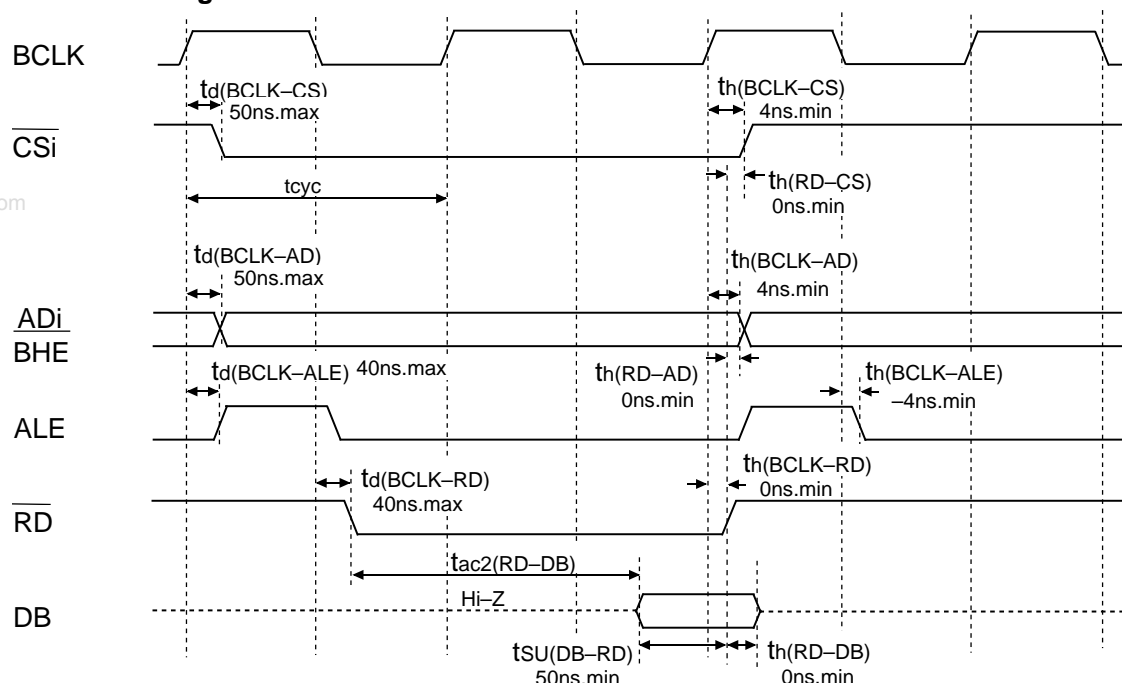 g
BCLK
td(BCLK–CS)
50ns.max
th(BCLK–CS)
4ns.min
CSi
tcyc
th(RD–CS)
0ns.min
om
td(BCLK–AD)
50ns.max
th(BCLK–AD)
4ns.min
ADi
BHE
td(BCLK–ALE) 40ns.max
th(RD–AD)
0ns.min
th(BCLK–ALE)
–4ns.min
ALE
td(BCLK–RD)
40ns.max
th(BCLK–RD)
0ns.min
RD
tac2(RD–DB)
Hi–Z
DB
tSU(DB–RD)
50ns.min
th(RD–DB)
0ns.min